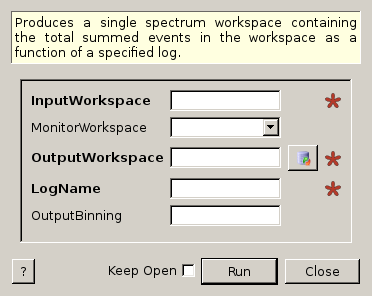 Produces a single spectrum workspace containing
the total summed events in the workspace as a
function of a specified log.
InputWorkspace
MonitorWorkspace
OutputWorkspace
LogName
OutputBinning
? Keep Open Run Close